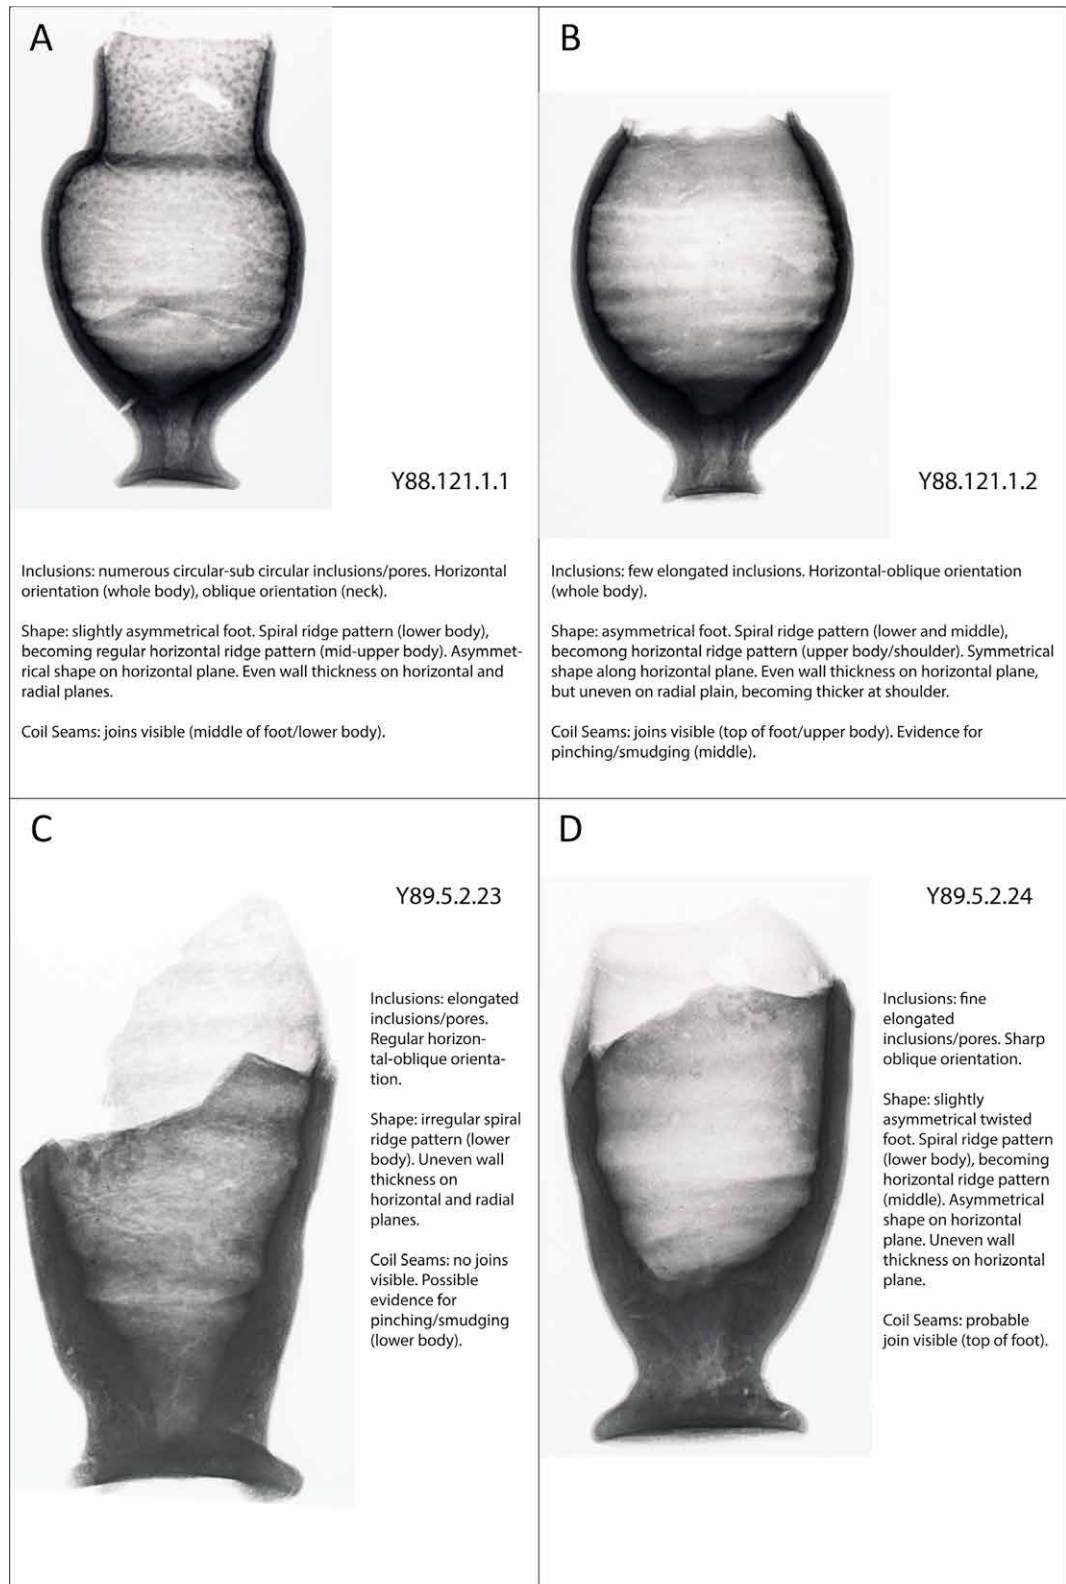 A
Y88.121.1.1
Inclusions: numerous circular-sub circular inclusions/pores. Horizontal
orientation (whole body), oblique orientation (neck).
Shape: slightly asymmetrical foot. Spiral ridge pattern (lower body),
becoming regular horizontal ridge pattern (mid-upper body). Asymmet-
rical shape on horizontal plane. Even wall thickness on horizontal and
radial planes.
Coil Seams: joins visible (middle of foot/lower body).
B
Y88.121.1.2
Inclusions: few elongated inclusions. Horizontal-oblique orientation
(whole body).
Shape: asymmetrical foot. Spiral ridge pattern (lower and middle),
becomong horizontal ridge pattern (upper body/shoulder). Symmetrical
shape along horizontal plane. Even wall thickness on horizontal plane,
but uneven on radial plain, becoming thicker at shoulder.
Coil Seams: joins visible (top of foot/upper body). Evidence for
pinching/smudging (middle).
C
Y89.5.2.23
Inclusions: elongated
inclusions/pores.
Regular horizon-
tal-oblique orienta-
tion.
Shape: irregular spiral
ridge pattern (lower
body). Uneven wall
thickness on
horizontal and radial
planes.
Coil Seams: no joins
visible. Possible
evidence for
pinching/smudging
(lower body).
D
Y89.5.2.24
Inclusions: fine
elongated
inclusions/pores. Sharp
oblique orientation.
Shape: slightly
asymmetrical twisted
foot. Spiral ridge pattern
(lower body), becoming
horizontal ridge pattern
(middle). Asymmetrical
shape on horizontal
plane. Uneven wall
thickness on horizontal
plane.
Coil Seams: probable
join visible (top of foot).